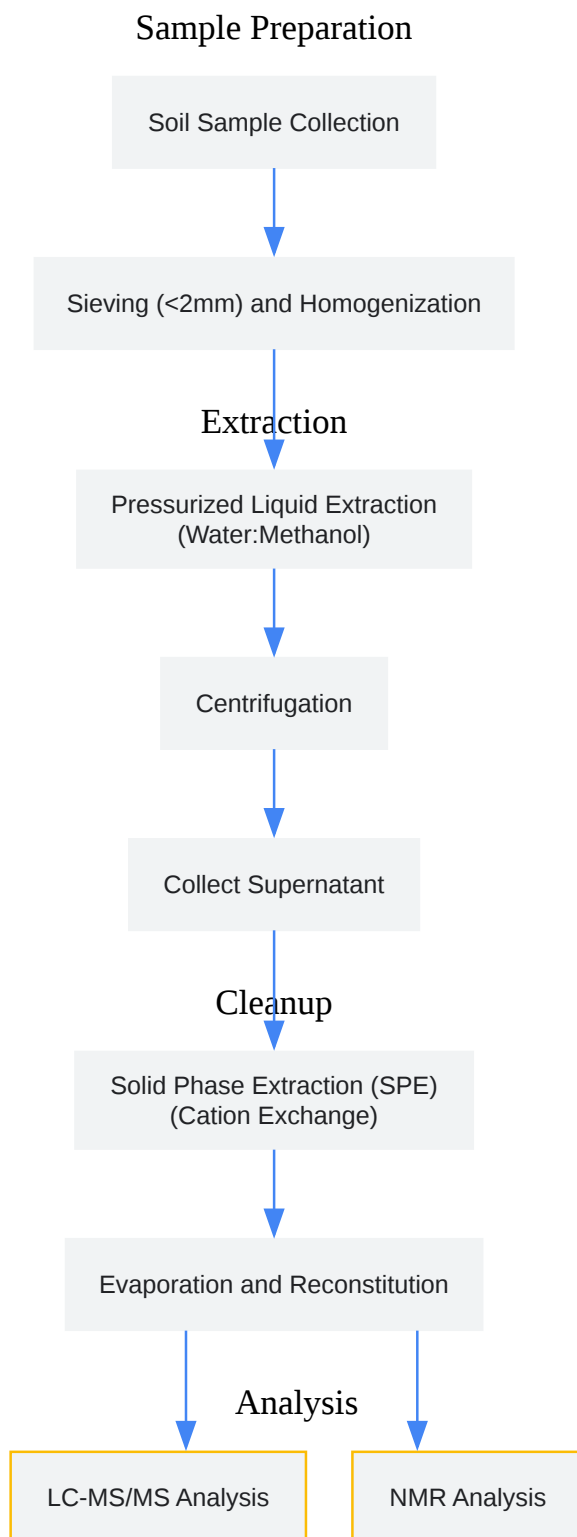 Sample Preparation
Soil Sample Collection
Sieving (<2mm) and Homogenization
Extraction
Pressurized Liquid Extraction
(Water:Methanol)
Centrifugation
Collect Supernatant
Cleanup
Solid Phase Extraction (SPE)
(Cation Exchange)
Evaporation and Reconstitution
Analysis
LC-MS/MS Analysis
NMR Analysis